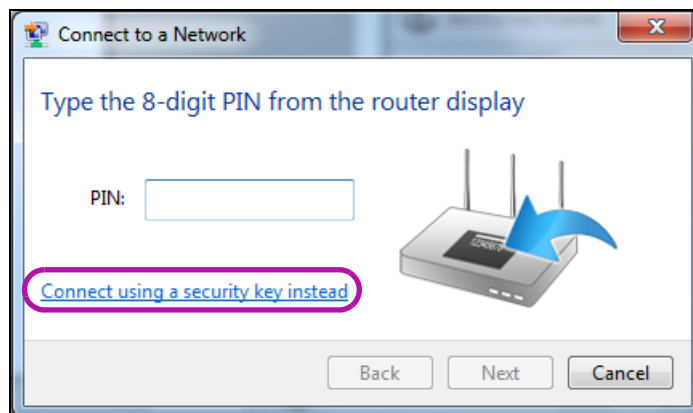 Connect to a Network
Type the 8-digit PIN from the router display
PIN:
12345670
Connect using a security key instead
Back
Next
Cancel